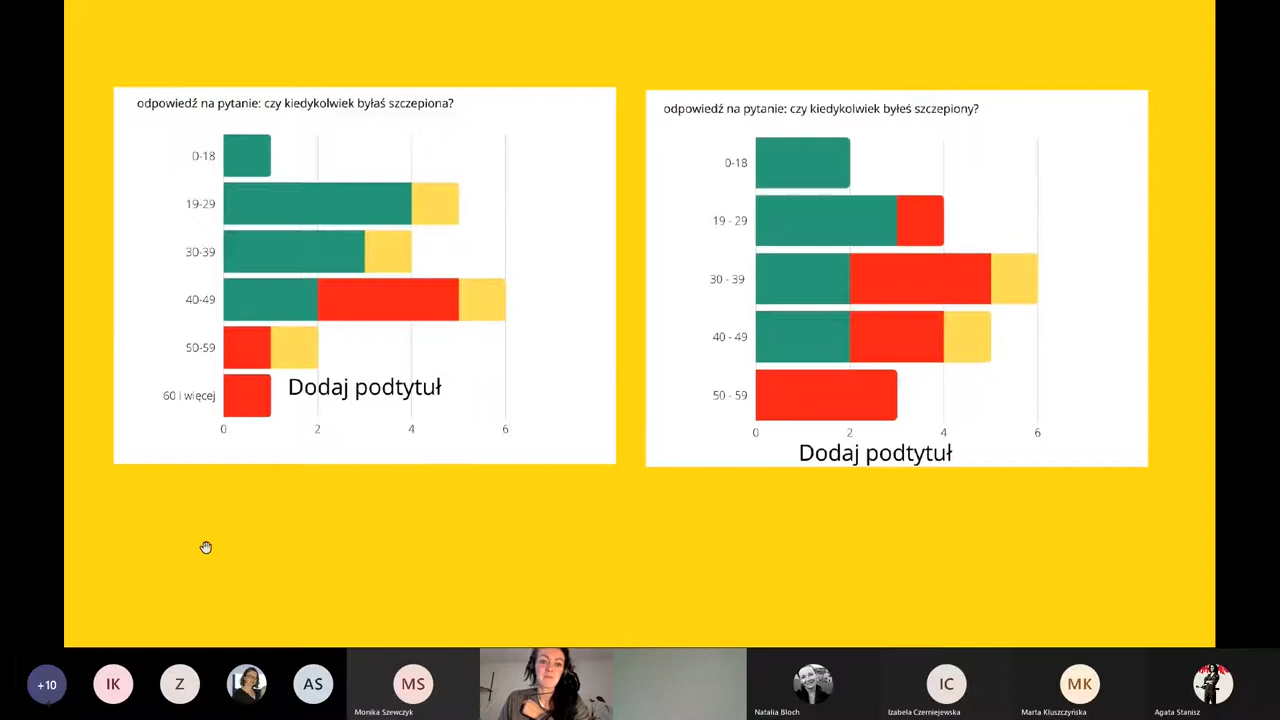 odpowiedź na pytanie: czy kiedykolwiek byłaś szczepiona?
0-18
19-29
30-39
40-49
50-59
60 i więcej
0 2 4 6
Dodaj podtytuł
odpowiedź na pytanie: czy kiedykolwiek byłeś szczepiony?
0-18
19 - 29
30 - 39
40 - 49
50 - 59
0 2 4 6
Dodaj podtytuł
+10 IK Z AS MS IC MK
Monika Szewczyk Natalia Bloch Izabela Czerniejewska Marta Kluszczyńska Agata Stanisz